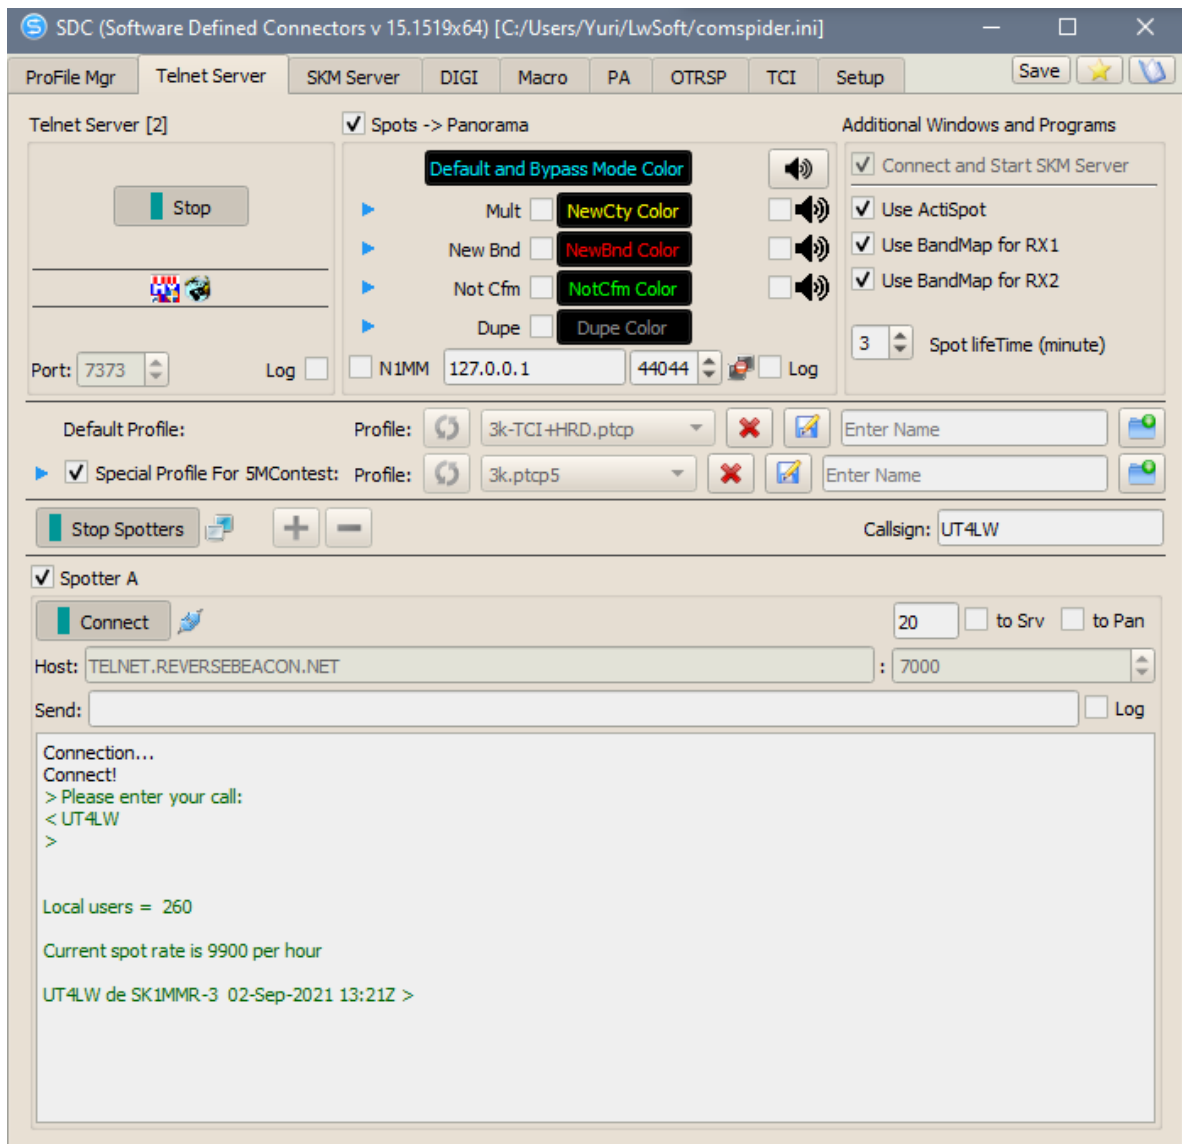 SDC (Software Defined Connectors v 15.1519x64) [C:/Users/Yuri/LwSoft/comspider.ini]
ProFile Mgr Telnet Server SKM Server DIGI Macro PA OTRSP TCI Setup Save
Telnet Server [2] Spots -> Panorama Additional Windows and Programs
Default and Bypass Mode Color Connect and Start SKM Server
Stop Mult NewCty Color Use ActiSpot
New Bnd NewBnd Color Use BandMap for RX1
Not Cfm NotCfm Color Use BandMap for RX2
Dupe Dupe Color
3 Spot lifeTime (minute)
Port: 7373 Log N1MM 127.0.0.1 44044 Log
Default Profile: Profile: 3k-TCI+HRD.ptcp Enter Name
Special Profile For 5MContest: Profile: 3k.ptcp5 Enter Name
Stop Spotters Callsign: UT4LW
Spotter A
Connect 20 to Srv to Pan
Host: TELNET.REVERSEBEACON.NET : 7000
Send: Log
Connection...
Connect!
> Please enter your call:
< UT4LW
>
Local users = 260
Current spot rate is 9900 per hour
UT4LW de SK1MMR-3 02-Sep-2021 13:21Z >